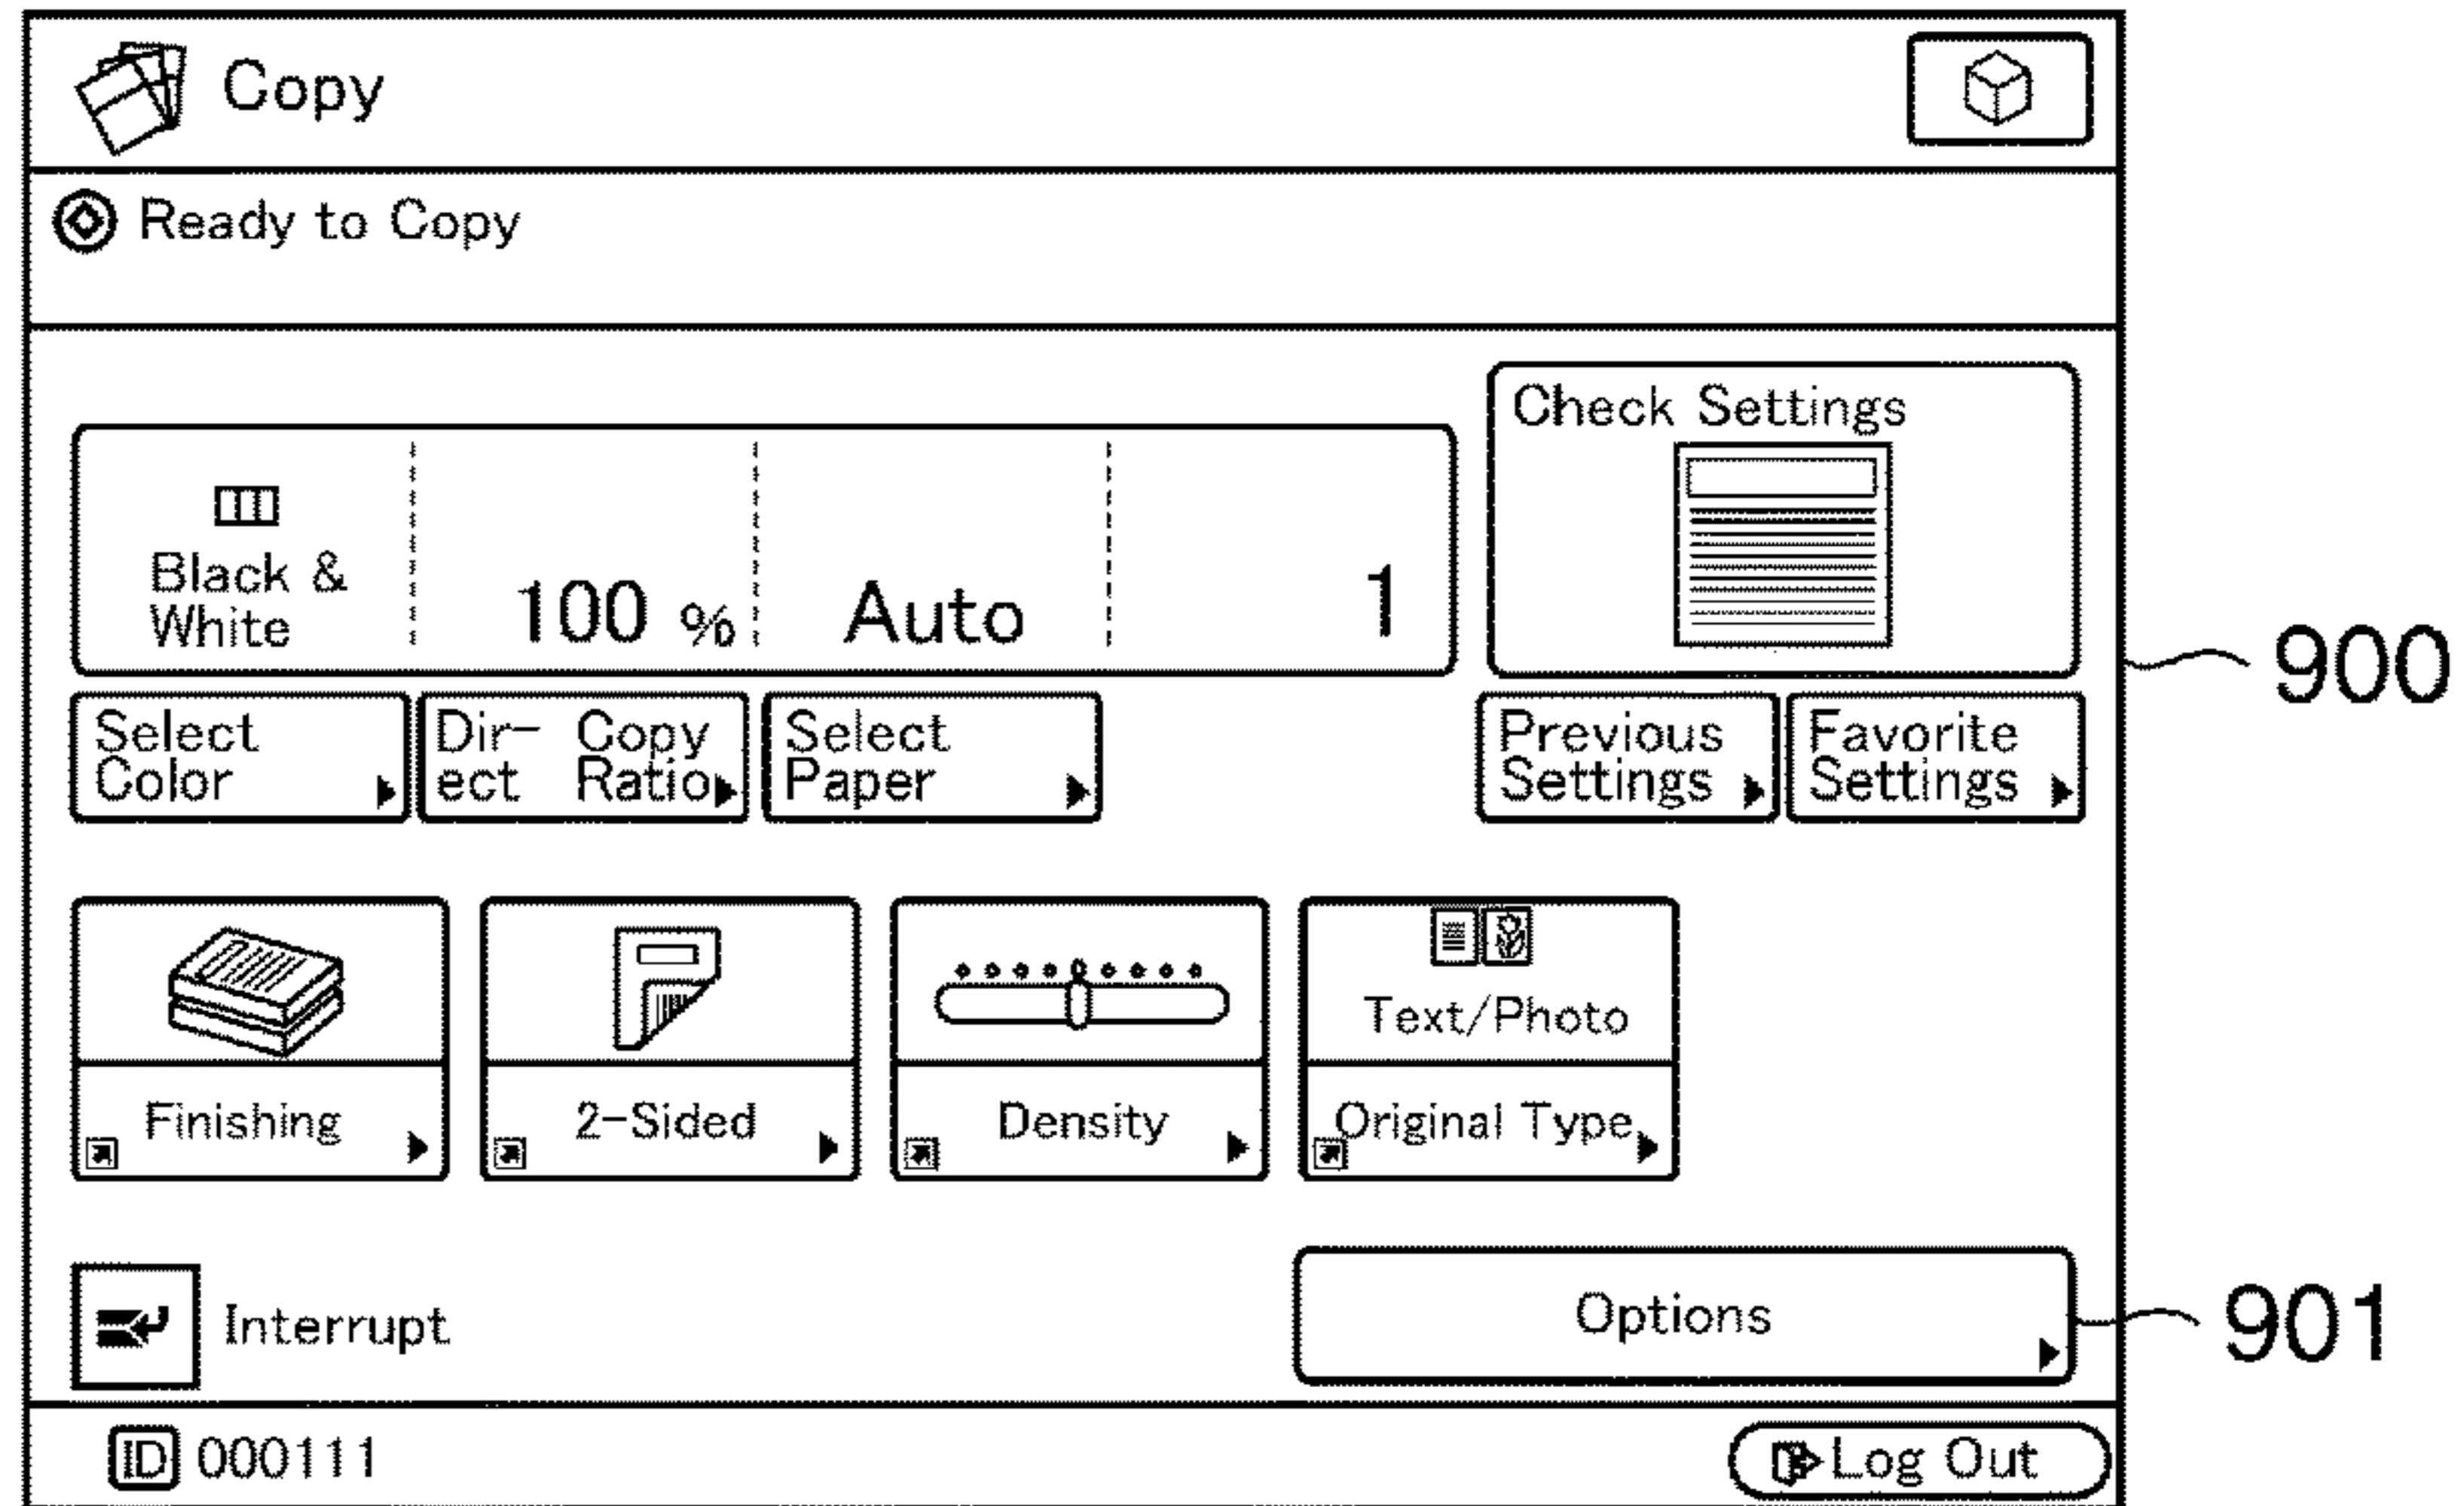 Copy
Ready to Copy
Check Settings
Black &
White
100 %
Auto
1
900
Select
Color
Dir-
ect
Copy
Ratio
Select
Paper
Previous
Settings
Favorite
Settings
Text/Photo
Finishing
2-Sided
Density
Original Type
Interrupt
Options
901
ID 000111
Log Out